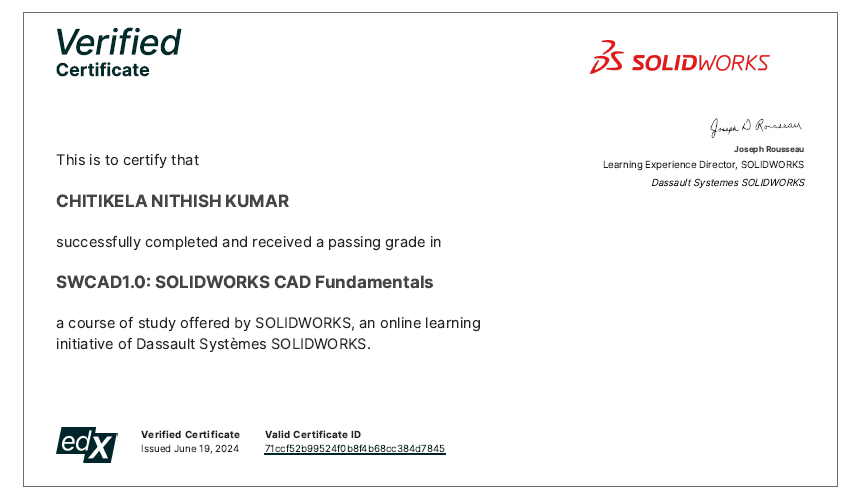 Verified
Certificate
SOLIDWORKS
Joseph D Rousseau
Joseph Rousseau
Learning Experience Director, SOLIDWORKS
Dassault Systemes SOLIDWORKS
This is to certify that
CHITIKELA NITHISH KUMAR
successfully completed and received a passing grade in
SWCAD1.0: SOLIDWORKS CAD Fundamentals
a course of study offered by SOLIDWORKS, an online learning
initiative of Dassault Systèmes SOLIDWORKS.
edX
Verified Certificate
Issued June 19, 2024
Valid Certificate ID
71ccf52b99524f0b8f4b68cc384d7845